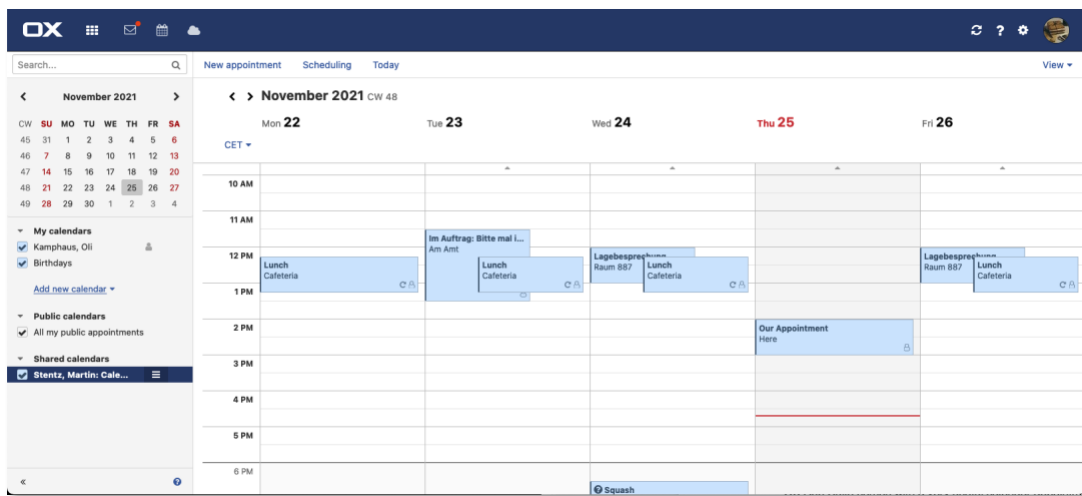 OX
Search...
New appointment Scheduling Today View
November 2021
CW SU MO TU WE TH FR SA
45 31 1 2 3 4 5 6
46 7 8 9 10 11 12 13
47 14 15 16 17 18 19 20
48 21 22 23 24 25 26 27
49 28 29 30 1 2 3 4
My calendars
Kamphaus, Oli
Birthdays
Add new calendar
Public calendars
All my public appointments
Shared calendars
Stentz, Martin: Cale...
November 2021 CW 48
Mon 22 Tue 23 Wed 24 Thu 25 Fri 26
CET
10 AM
11 AM
12 PM
1 PM
2 PM
3 PM
4 PM
5 PM
6 PM
Lunch
Cafeteria
Im Auftrag: Bitte mal i...
Am Amt
Lunch
Cafeteria
Lagebesprechung
Raum 887
Lunch
Cafeteria
Squash
Our Appointment
Here
Lagebesprechung
Raum 887
Lunch
Cafeteria